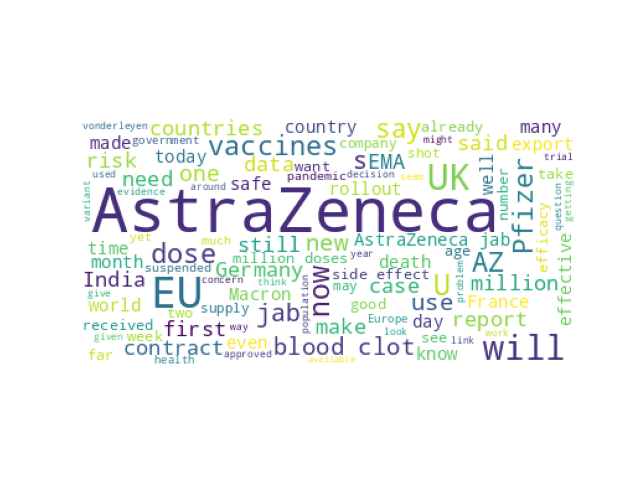 vonderleyen countries country say already many
made government vaccines company said export
risk today data want s EMA shot might trial
used need one safe pandemic decision well take
variant evidence around rollout seem UK number Pfizer efficacy question getting
AstraZeneca
time yet dose much still new AstraZeneca jab age AZ problem effective
month suspended Germany million doses year side effect death million
India give concern think population now may case U
world two supply Macron jab good Europe use France
received first way make day report
given week even look see link work
far contract health approved blood clot know will
available